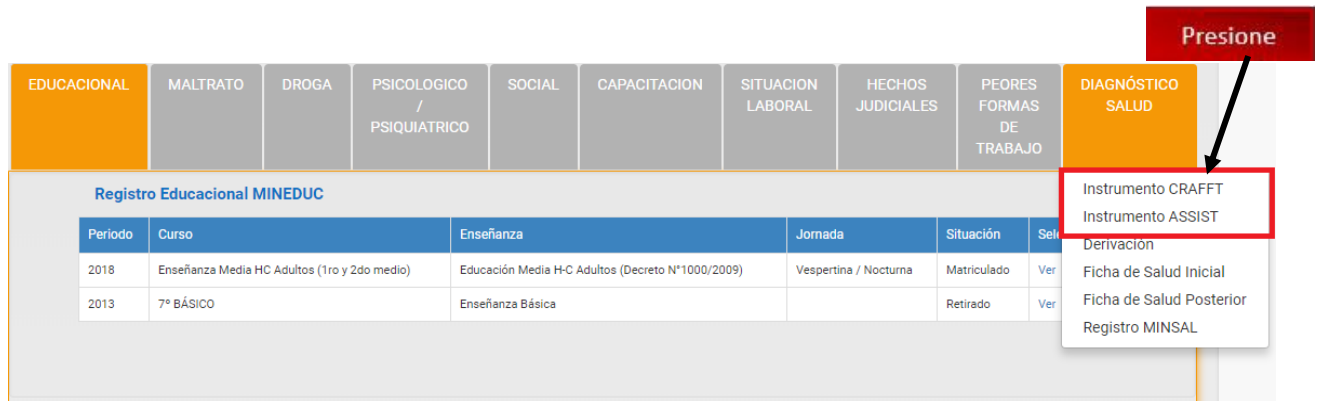 Presione
EDUCACIONAL
MALTRATO
DROGA
PSICOLOGICO
/
PSIQUIATRICO
SOCIAL
CAPACITACION
SITUACION
LABORAL
HECHOS
JUDICIALES
PEORES
FORMAS
DE
TRABAJO
DIAGNÓSTICO
SALUD
Instrumento CRAFFT
Instrumento ASSIST
Derivación
Ficha de Salud Inicial
Ficha de Salud Posterior
Registro MINSAL
Registro Educacional MINEDUC
Periodo Curso Enseñanza Jornada Situación
2018 Enseñanza Media HC Adultos (1ro y 2do medio) Educación Media H-C Adultos (Decreto N°1000/2009) Vespertina / Nocturna Matriculado Ver
2013 7º BÁSICO Enseñanza Básica Retirado Ver